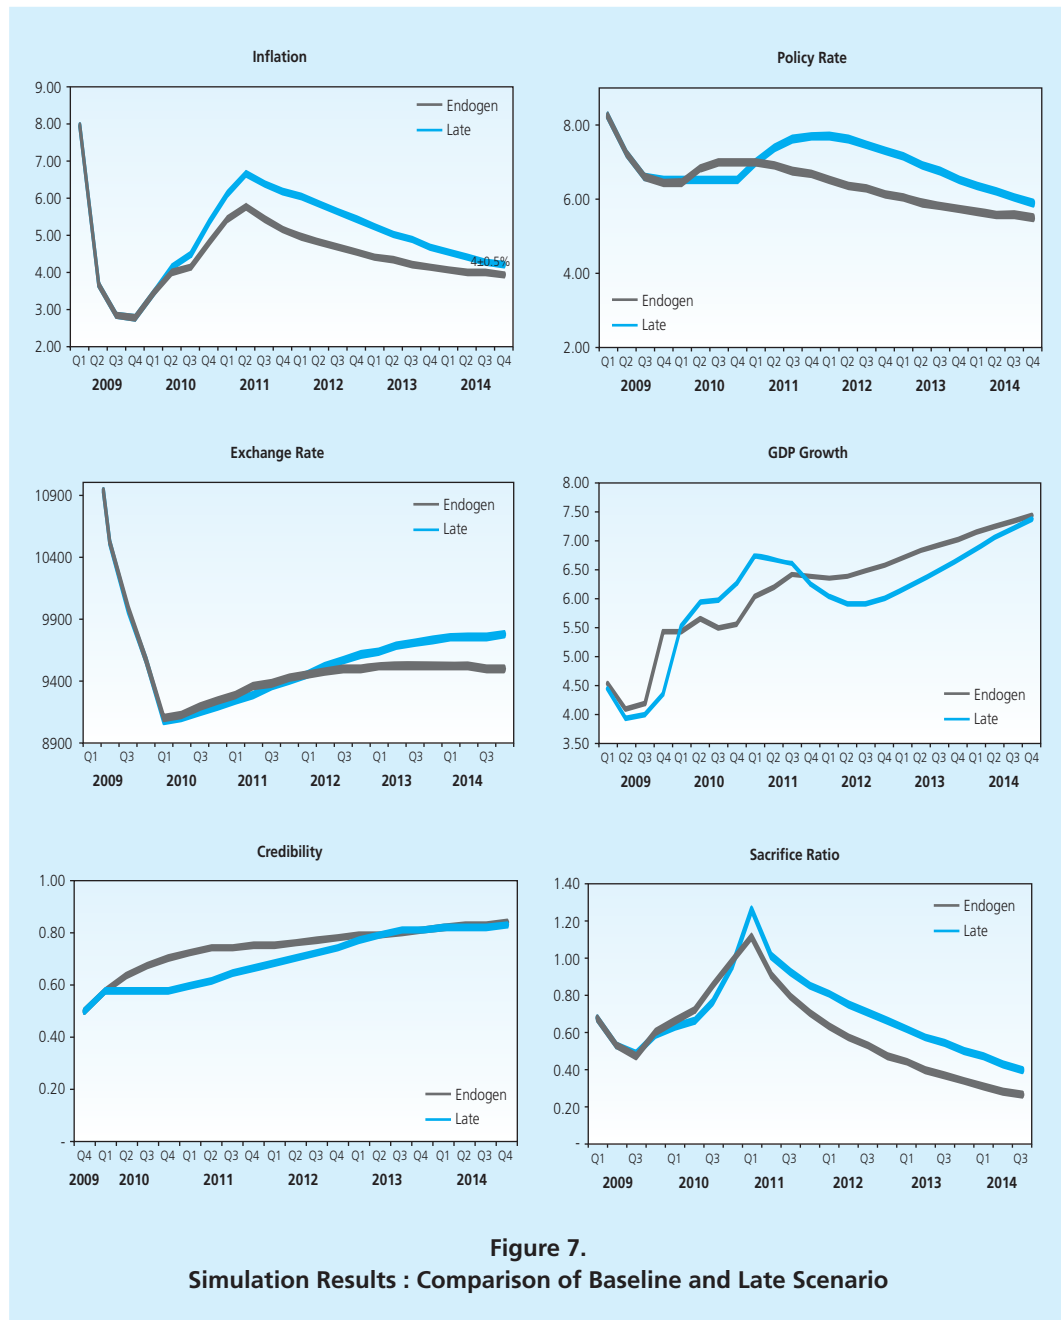 Inflation
9.00
8.00
7.00
6.00
5.00
4.00
3.00
2.00
Endogen
Late
4±0.5%
Q1 Q2 Q3 Q4 Q1 Q2 Q3 Q4 Q1 Q2 Q3 Q4 Q1 Q2 Q3 Q4 Q1 Q2 Q3 Q4 Q1 Q2 Q3 Q4
2009 2010 2011 2012 2013 2014
Policy Rate
8.00
6.00
4.00
2.00
Endogen
Late
Q1 Q2 Q3 Q4 Q1 Q2 Q3 Q4 Q1 Q2 Q3 Q4 Q1 Q2 Q3 Q4 Q1 Q2 Q3 Q4 Q1 Q2 Q3 Q4
2009 2010 2011 2012 2013 2014
Exchange Rate
10900
10400
9900
9400
8900
Endogen
Late
Q1 Q3 Q1 Q3 Q1 Q3 Q1 Q3 Q1 Q3 Q1 Q3
2009 2010 2011 2012 2013 2014
GDP Growth
8.00
7.50
7.00
6.50
6.00
5.50
5.00
4.50
4.00
3.50
Endogen
Late
Q1 Q2 Q3 Q4 Q1 Q2 Q3 Q4 Q1 Q2 Q3 Q4 Q1 Q2 Q3 Q4 Q1 Q2 Q3 Q4 Q1 Q2 Q3 Q4
2009 2010 2011 2012 2013 2014
Credibility
1.00
0.80
0.60
0.40
0.20
-
Endogen
Late
Q4 Q1 Q2 Q3 Q4 Q1 Q2 Q3 Q4 Q1 Q2 Q3 Q4 Q1 Q2 Q3 Q4 Q1 Q2 Q3 Q4
2009 2010 2011 2012 2013 2014
Sacrifice Ratio
1.40
1.20
1.00
0.80
0.60
0.40
0.20
-
Endogen
Late
Q1 Q3 Q1 Q3 Q1 Q3 Q1 Q3 Q1 Q3 Q1 Q3
2009 2010 2011 2012 2013 2014
Figure 7.
Simulation Results : Comparison of Baseline and Late Scenario